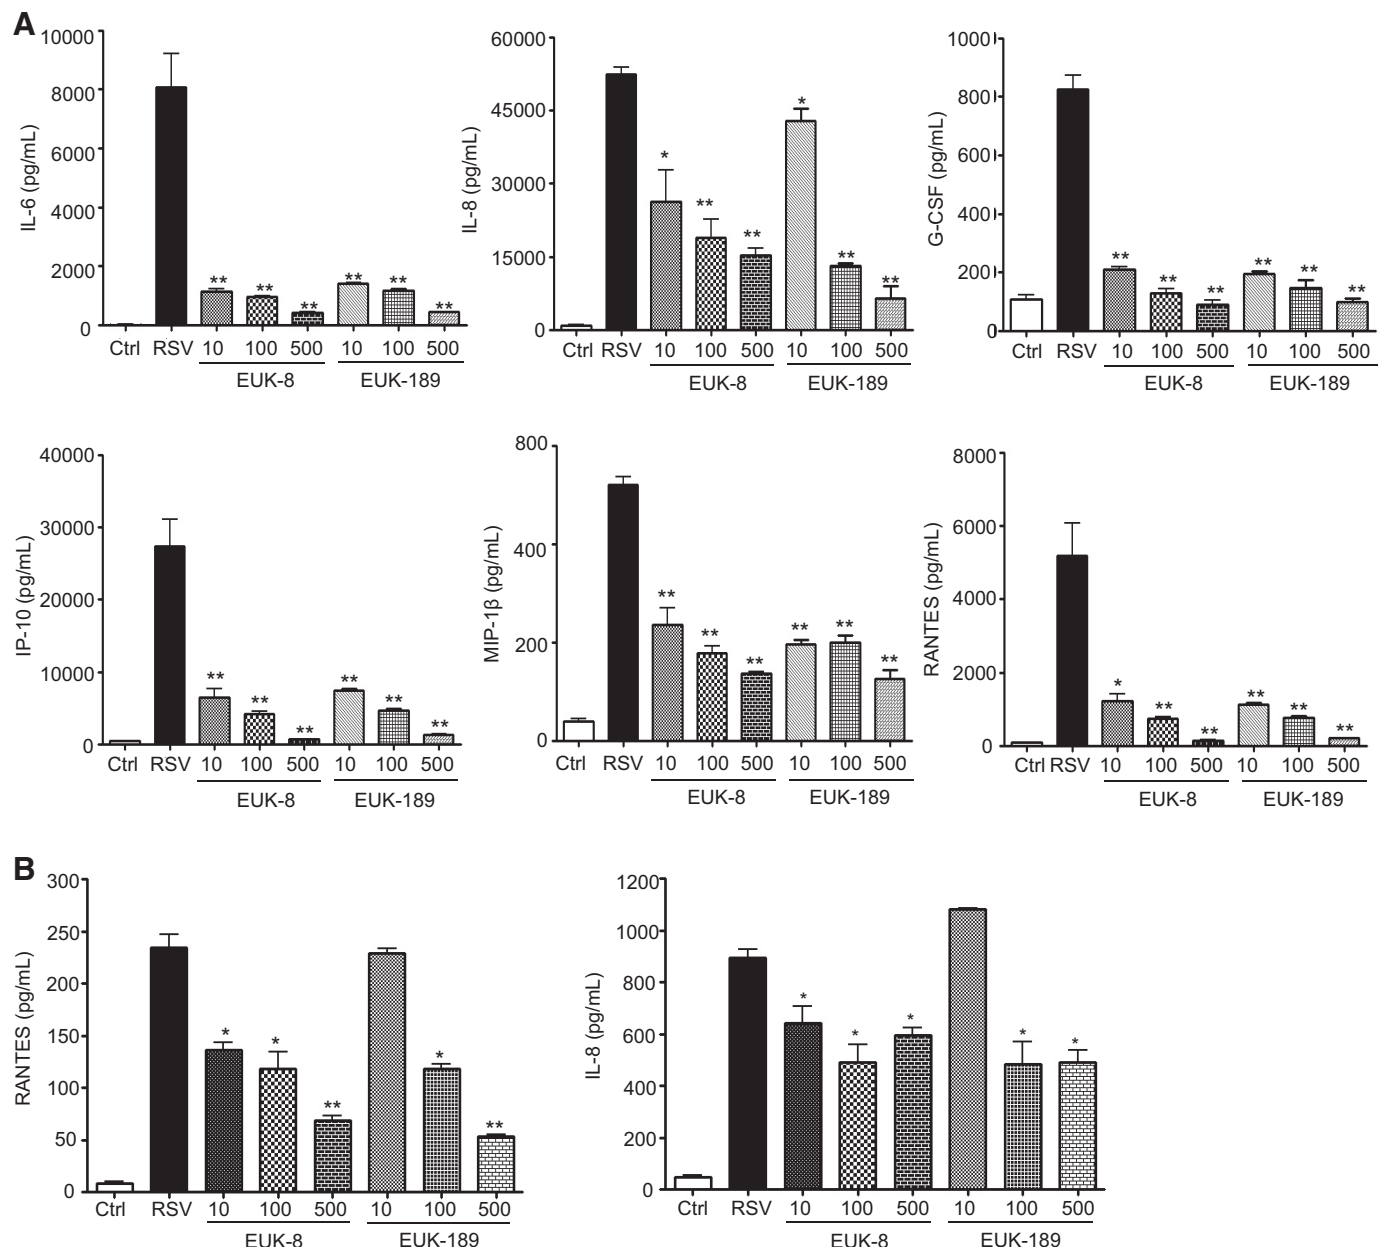 A
IL-6 (pg/mL)
10000
8000
6000
4000
2000
0
** ** ** ** ** **
Ctrl RSV 10 100 500 10 100 500
EUK-8 EUK-189
IL-8 (pg/mL)
60000
45000
30000
15000
0
* ** ** * ** **
Ctrl RSV 10 100 500 10 100 500
EUK-8 EUK-189
G-CSF (pg/mL)
1000
800
600
400
200
0
** ** ** ** ** **
Ctrl RSV 10 100 500 10 100 500
EUK-8 EUK-189
IP-10 (pg/mL)
40000
30000
20000
10000
0
** ** ** ** ** **
Ctrl RSV 10 100 500 10 100 500
EUK-8 EUK-189
MIP-1β (pg/mL)
800
400
200
0
** ** ** ** ** **
Ctrl RSV 10 100 500 10 100 500
EUK-8 EUK-189
RANTES (pg/mL)
8000
6000
4000
2000
0
* ** ** ** ** **
Ctrl RSV 10 100 500 10 100 500
EUK-8 EUK-189
B
RANTES (pg/mL)
300
250
200
150
100
50
0
* * ** * **
Ctrl RSV 10 100 500 10 100 500
EUK-8 EUK-189
IL-8 (pg/mL)
1200
1000
800
600
400
200
0
* * * * *
Ctrl RSV 10 100 500 10 100 500
EUK-8 EUK-189